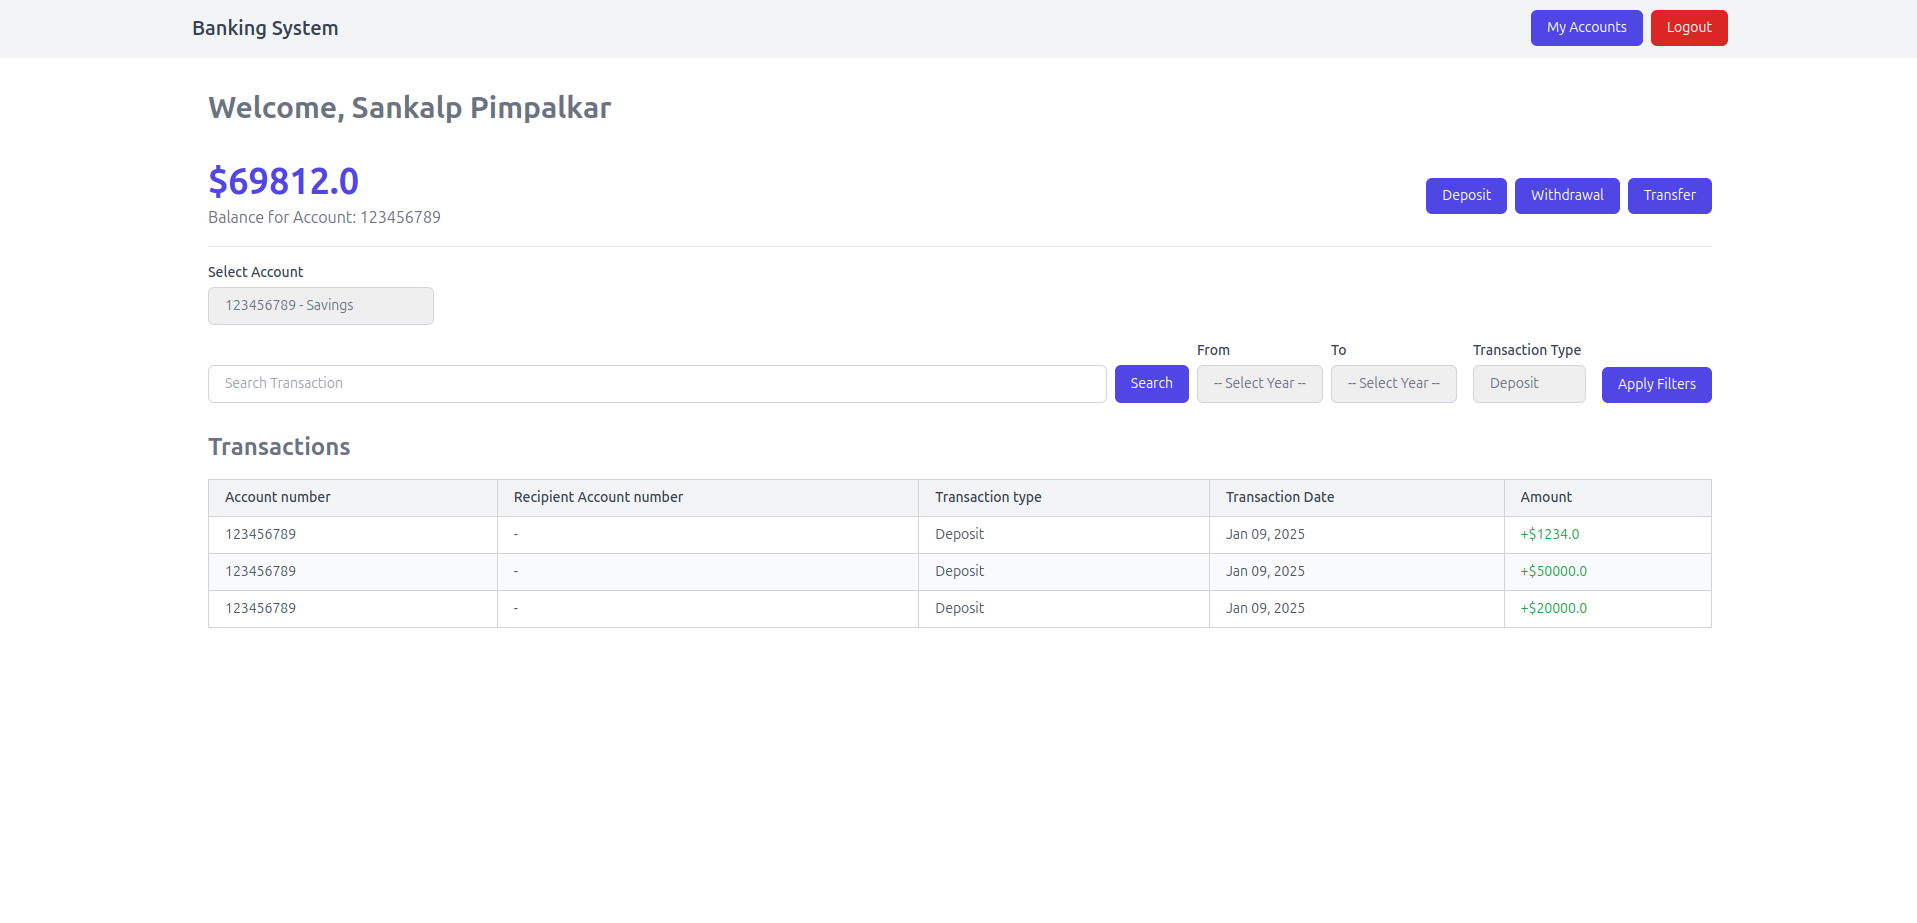 Banking System My Accounts Logout
Welcome, Sankalp Pimpalkar
$69812.0
Balance for Account: 123456789
Deposit Withdrawal Transfer
Select Account
123456789 - Savings
From To Transaction Type
Search Transaction Search -- Select Year -- -- Select Year -- Deposit Apply Filters
Transactions
Account number Recipient Account number Transaction type Transaction Date Amount
123456789 - Deposit Jan 09, 2025 +$1234.0
123456789 - Deposit Jan 09, 2025 +$50000.0
123456789 - Deposit Jan 09, 2025 +$20000.0